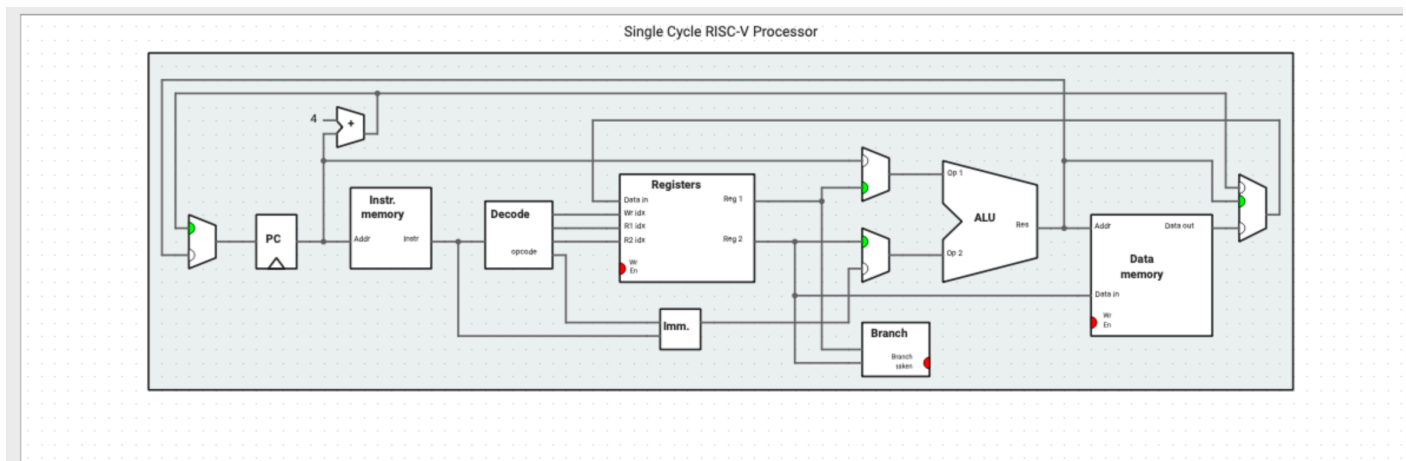 Single Cycle RISC-V Processor
4
+
PC
Instr.
memory
Addr
Instr
Decode
opcode
Registers
Data in
Wr idx
R1 idx
R2 idx
Wr
En
Reg 1
Reg 2
Imm.
Op 1
ALU
Res
Op 2
Branch
Branch
taken
Addr
Data out
Data
memory
Data in
Wr
En